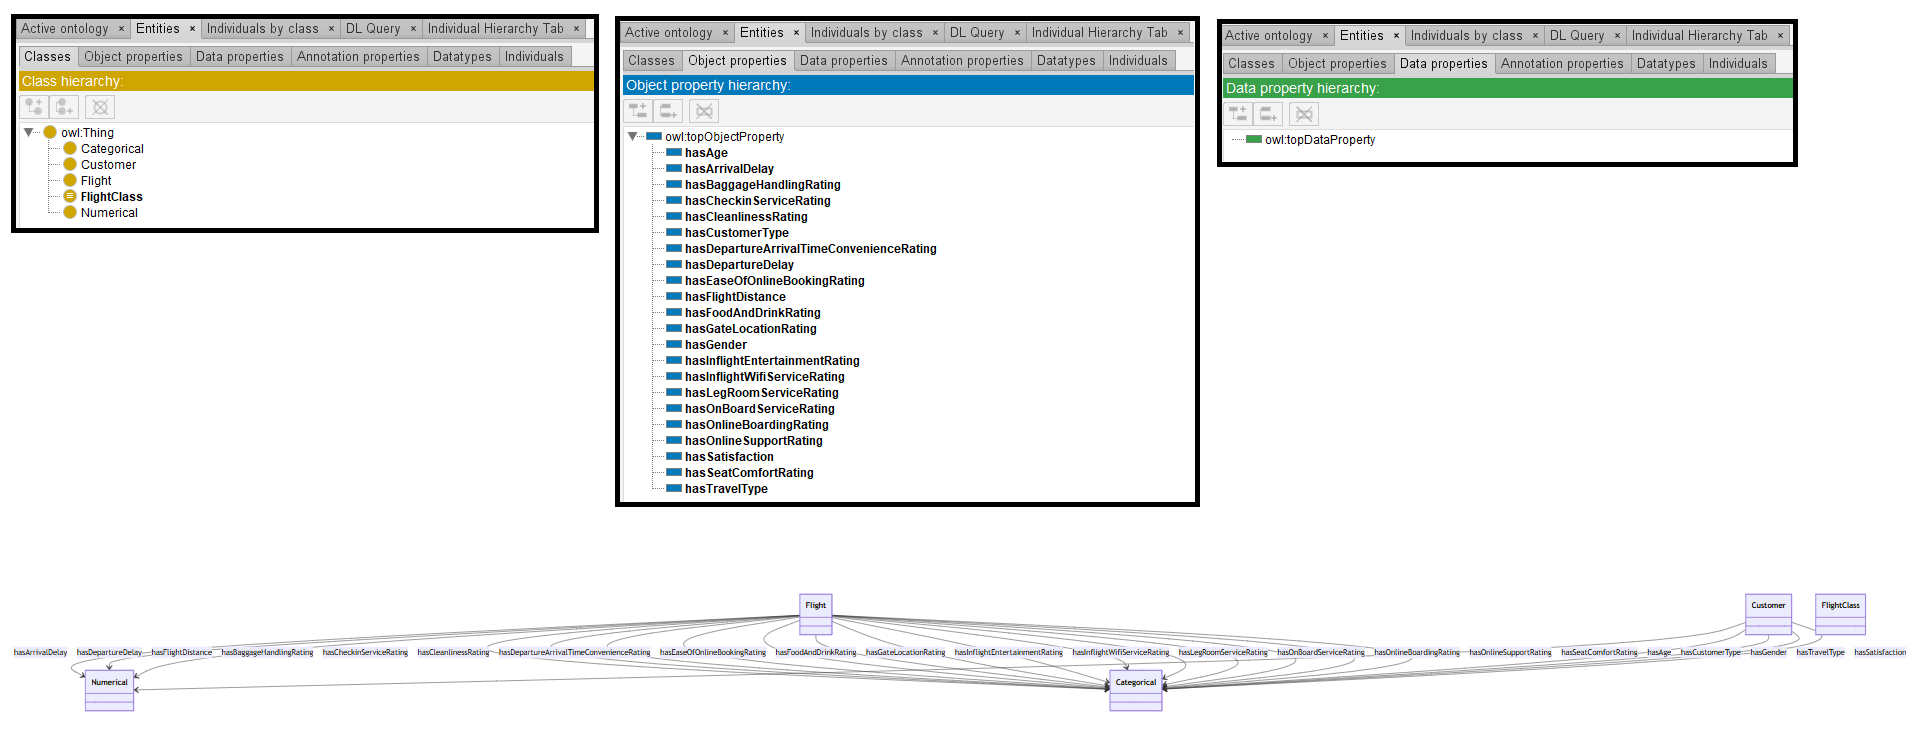 Active ontology × Entities × Individuals by class × DL Query × Individual Hierarchy Tab ×
Classes Object properties Data properties Annotation properties Datatypes Individuals
Class hierarchy:
owl:Thing
Categorical
Customer
Flight
FlightClass
Numerical
Active ontology × Entities × Individuals by class × DL Query × Individual Hierarchy Tab ×
Classes Object properties Data properties Annotation properties Datatypes Individuals
Object property hierarchy:
owl:topObjectProperty
hasAge
hasArrivalDelay
hasBaggageHandlingRating
hasCheckinServiceRating
hasCleanlinessRating
hasCustomerType
hasDepartureArrivalTimeConvenienceRating
hasDepartureDelay
hasEaseOfOnlineBookingRating
hasFlightDistance
hasFoodAndDrinkRating
hasGateLocationRating
hasGender
hasInflightEntertainmentRating
hasInflightWifiServiceRating
hasLegRoomServiceRating
hasOnBoardServiceRating
hasOnlineBoardingRating
hasOnlineSupportRating
hasSatisfaction
hasSeatComfortRating
hasTravelType
Active ontology × Entities × Individuals by class × DL Query × Individual Hierarchy Tab ×
Classes Object properties Data properties Annotation properties Datatypes Individuals
Data property hierarchy:
owl:topDataProperty
Flight Customer FlightClass
hasArrivalDelay hasDepartureDelay hasFlightDistance hasBaggageHandlingRating hasCheckinServiceRating hasCleanlinessRating hasDepartureArrivalTimeConvenienceRating hasEaseOfOnlineBookingRating hasFoodAndDrinkRating hasGateLocationRating hasInflightEntertainmentRating hasInflightWifiServiceRating hasLegRoomServiceRating hasOnBoardServiceRating hasOnlineBoardingRating hasOnlineSupportRating hasSeatComfortRating hasAge hasCustomerType hasGender hasTravelType hasSatisfaction
Numerical Categorical